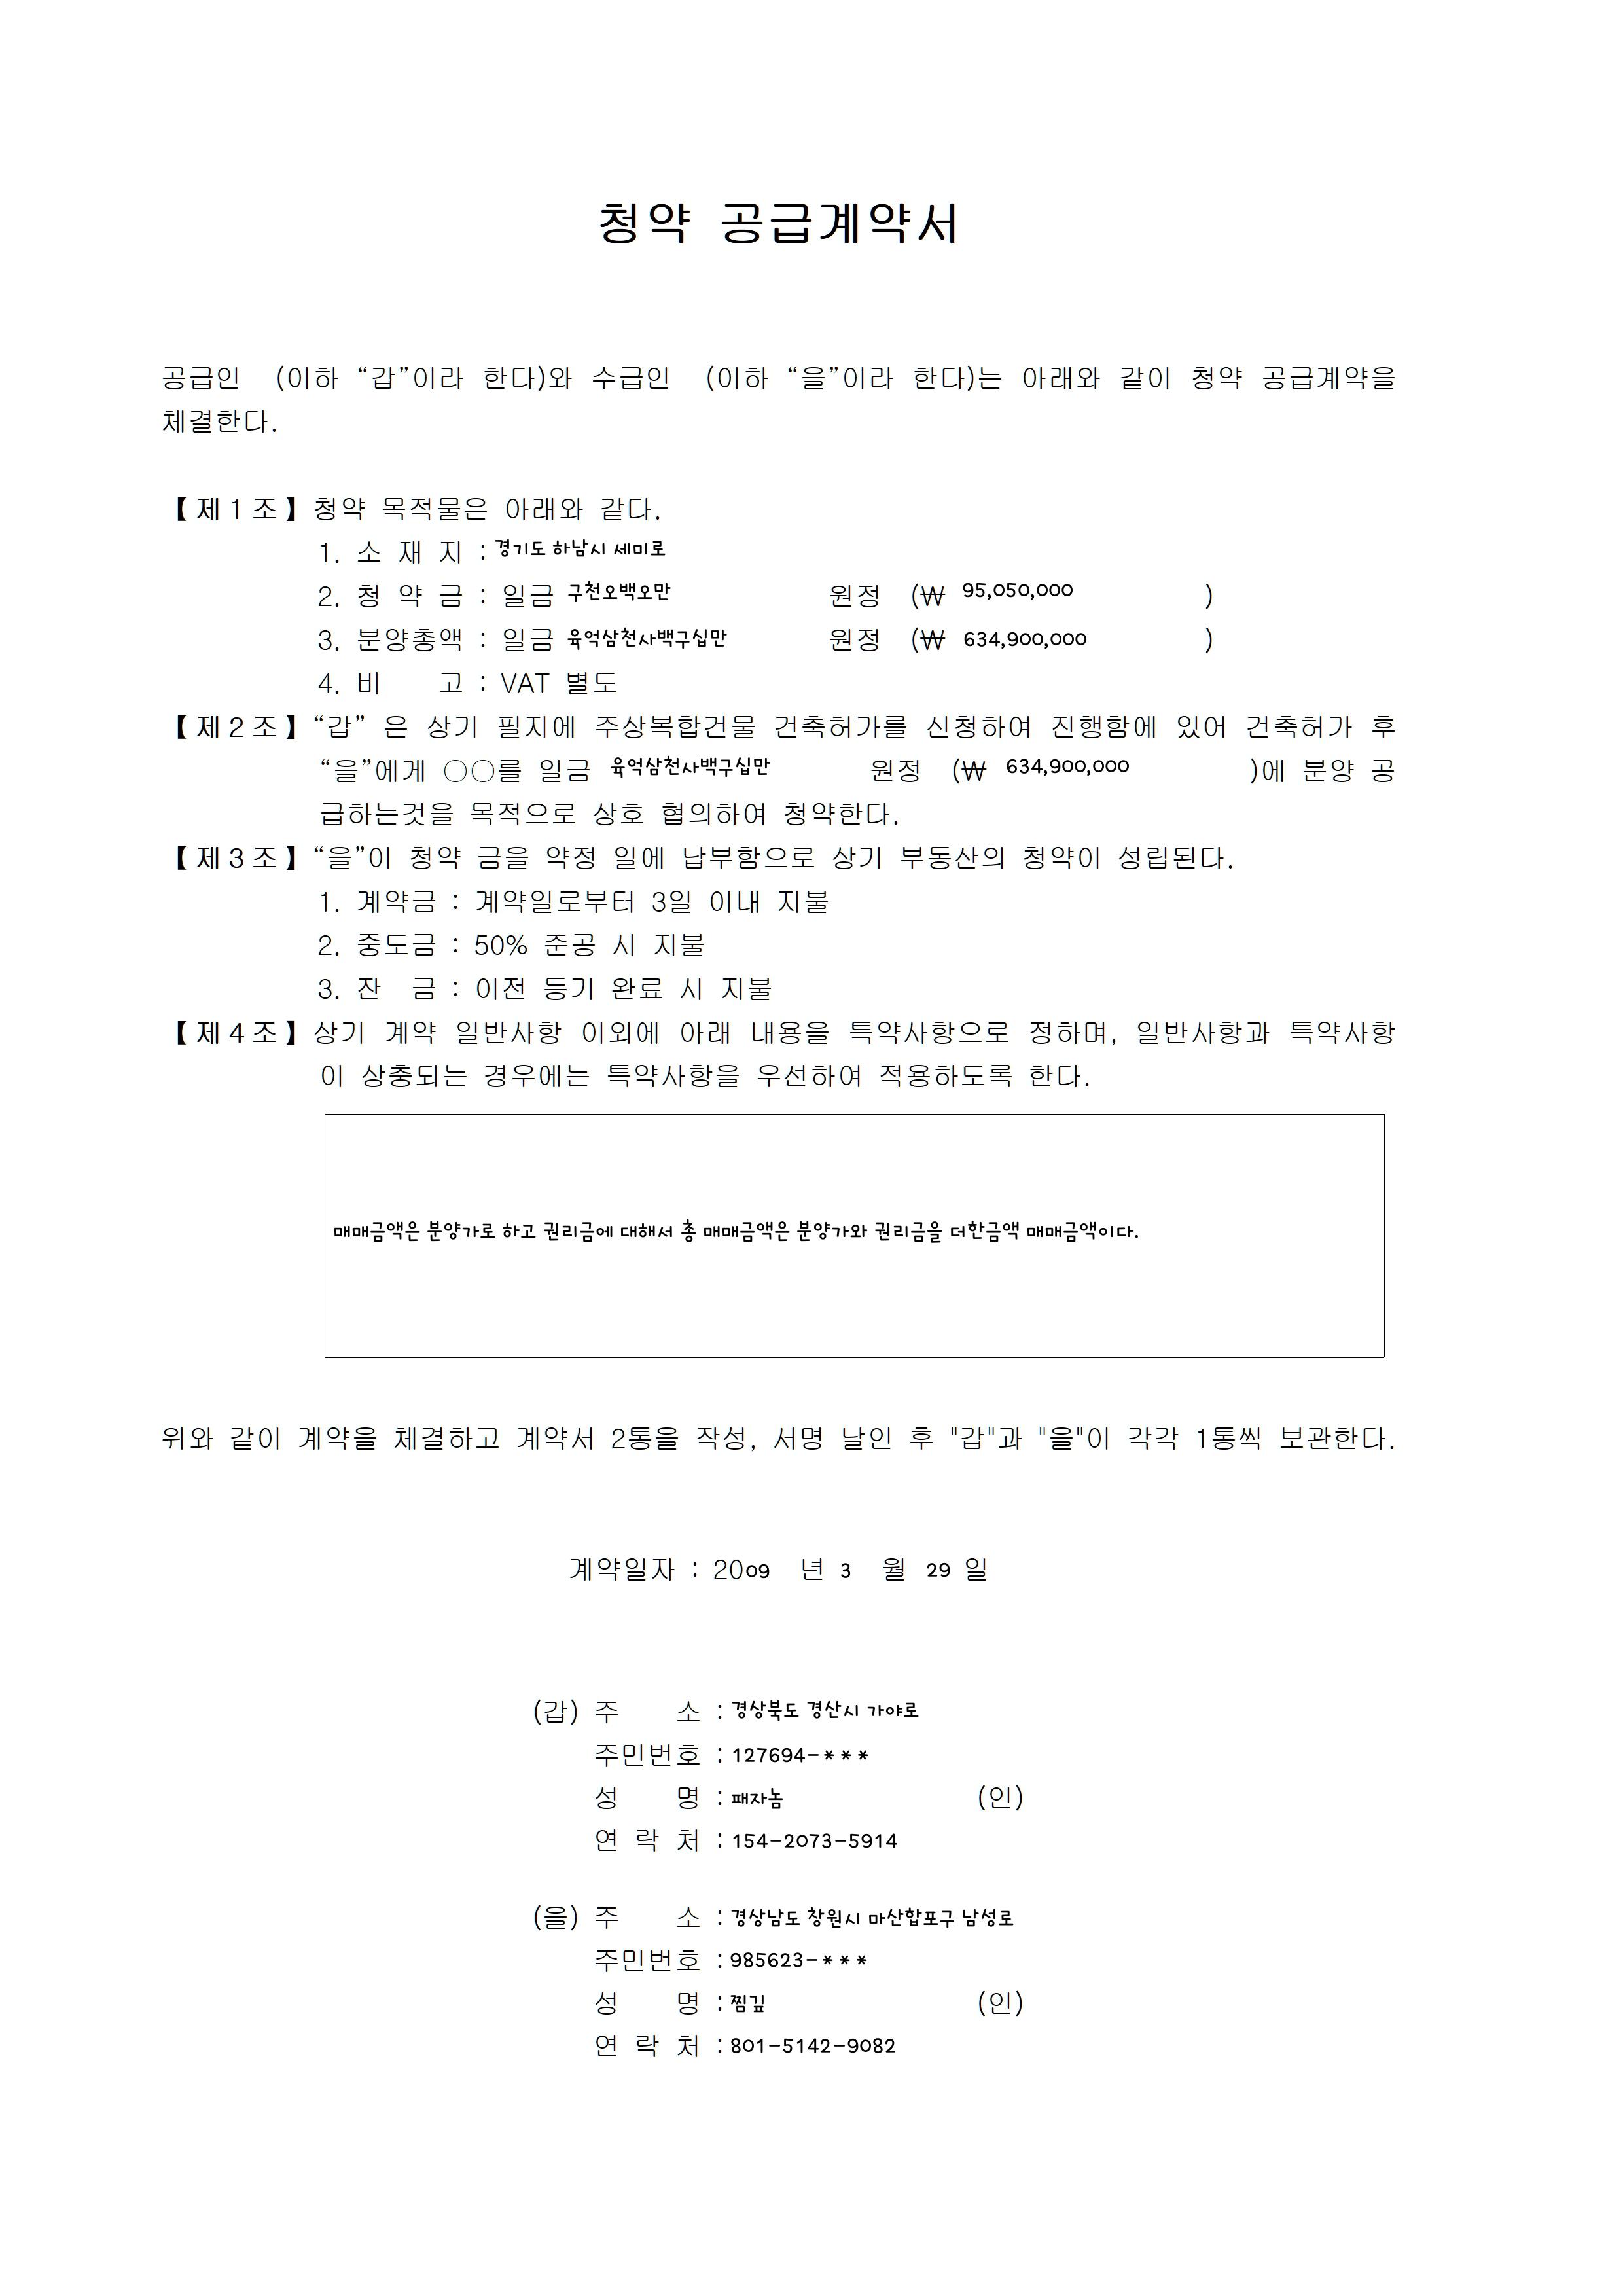 청약 공급계약서
공급인 (이하 “갑”이라 한다)와 수급인 (이하 “을”이라 한다)는 아래와 같이 청약 공급계약을
체결한다.
【제1조】청약 목적물은 아래와 같다.
1. 소 재 지 : 경기도 하남시 세미로
2. 청 약 금 : 일금 구천오백오만 원정 (₩ 95,050,000 )
3. 분양총액 : 일금 육억삼천사백구십만 원정 (₩ 634,900,000 )
4. 비 고 : VAT 별도
【제2조】“갑” 은 상기 필지에 주상복합건물 건축허가를 신청하여 진행함에 있어 건축허가 후
“을”에게 ○○를 일금 육억삼천사백구십만 원정 (₩ 634,900,000 )에 분양 공
급하는것을 목적으로 상호 협의하여 청약한다.
【제3조】“을”이 청약 금을 약정 일에 납부함으로 상기 부동산의 청약이 성립된다.
1. 계약금 : 계약일로부터 3일 이내 지불
2. 중도금 : 50% 준공 시 지불
3. 잔 금 : 이전 등기 완료 시 지불
【제4조】상기 계약 일반사항 이외에 아래 내용을 특약사항으로 정하며, 일반사항과 특약사항
이 상충되는 경우에는 특약사항을 우선하여 적용하도록 한다.
매매금액은 분양가로 하고 권리금에 대해서 총 매매금액은 분양가와 권리금을 더한금액 매매금액이다.
위와 같이 계약을 체결하고 계약서 2통을 작성, 서명 날인 후 "갑"과 "을"이 각각 1통씩 보관한다.
계약일자 : 2009 년 3 월 29 일
(갑) 주 소 : 경상북도 경산시 가야로
주민번호 : 127694-***
성 명 : 패자놈 (인)
연 락 처 : 154-2073-5914
(을) 주 소 : 경상남도 창원시 마산합포구 남성로
주민번호 : 985623-***
성 명 : 찜깊 (인)
연 락 처 : 801-5142-9082